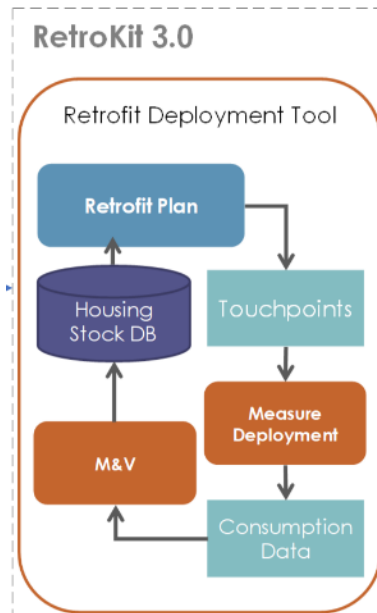 RetroKit 3.0
Retrofit Deployment Tool
Retrofit Plan
Housing
Stock DB
Touchpoints
Measure
Deployment
M&V
Consumption
Data